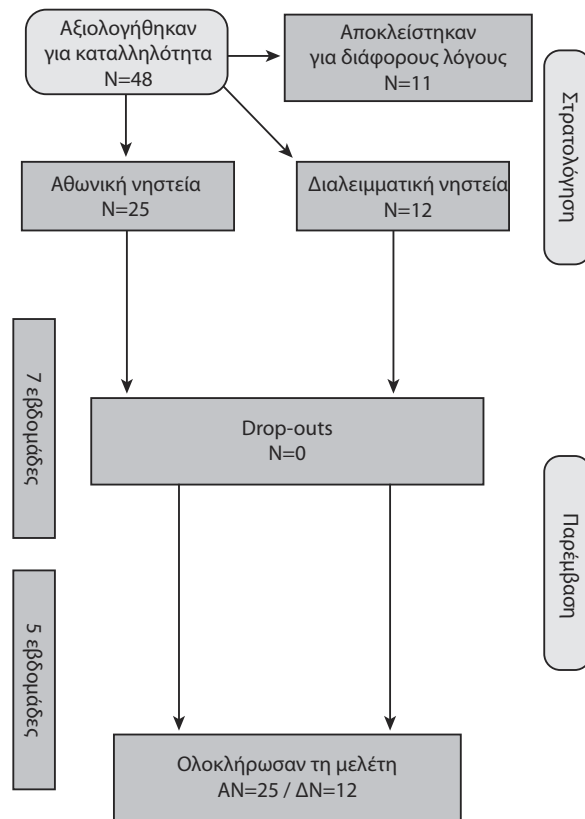 Αξιολογήθηκαν
για καταλληλότητα
N=48
Αποκλείστηκαν
για διάφορους λόγους
N=11
Στρατολόγηση
Αθωνική νηστεία
N=25
Διαλειμματική νηστεία
N=12
7 εβδομάδες
Drop-outs
N=0
Παρέμβαση
5 εβδομάδες
Ολοκλήρωσαν τη μελέτη
ΑΝ=25 / ΔΝ=12